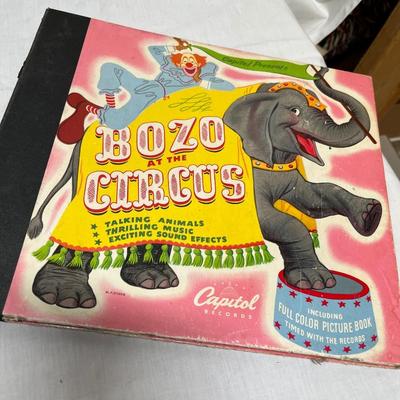 Capitol Presents
BOZO
AT THE
CIRCUS
★ TALKING ANIMALS
★ THRILLING MUSIC
★ EXCITING SOUND EFFECTS
Capitol
RECORDS
INCLUDING
FULL COLOR PICTURE BOOK
TIMED WITH THE RECORDS